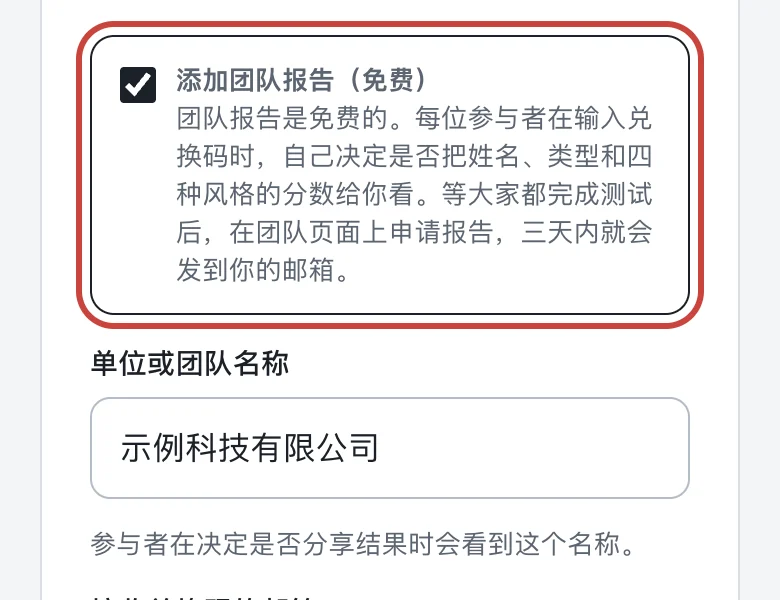 添加团队报告（免费）
团队报告是免费的。每位参与者在输入兑
换码时，自己决定是否把姓名、类型和四
种风格的分数给你看。等大家都完成测试
后，在团队页面上申请报告，三天内就会
发到你的邮箱。
单位或团队名称
示例科技有限公司
参与者在决定是否分享结果时会看到这个名称。